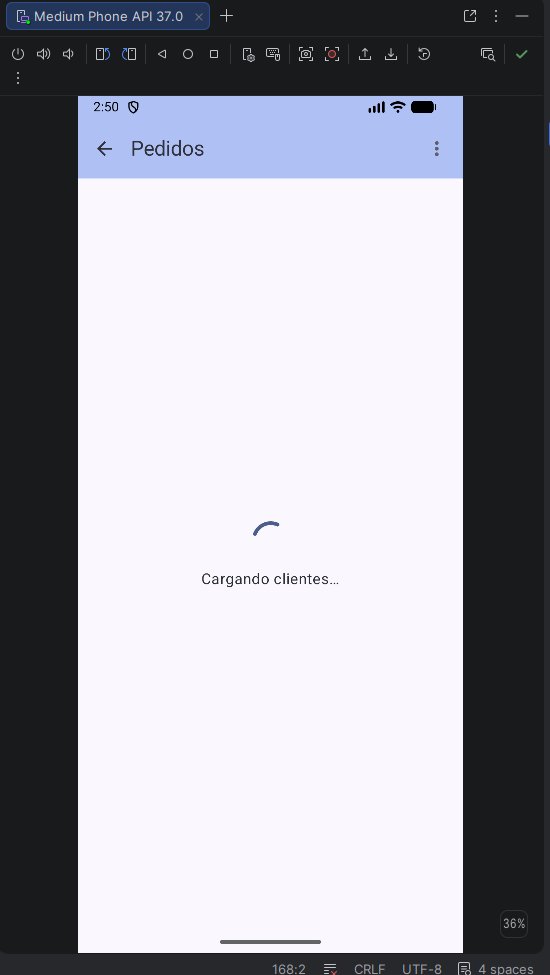 Medium Phone API 37.0
2:50
Pedidos
Cargando clientes...
36%
168:2 CRLF UTF-8 4 spaces